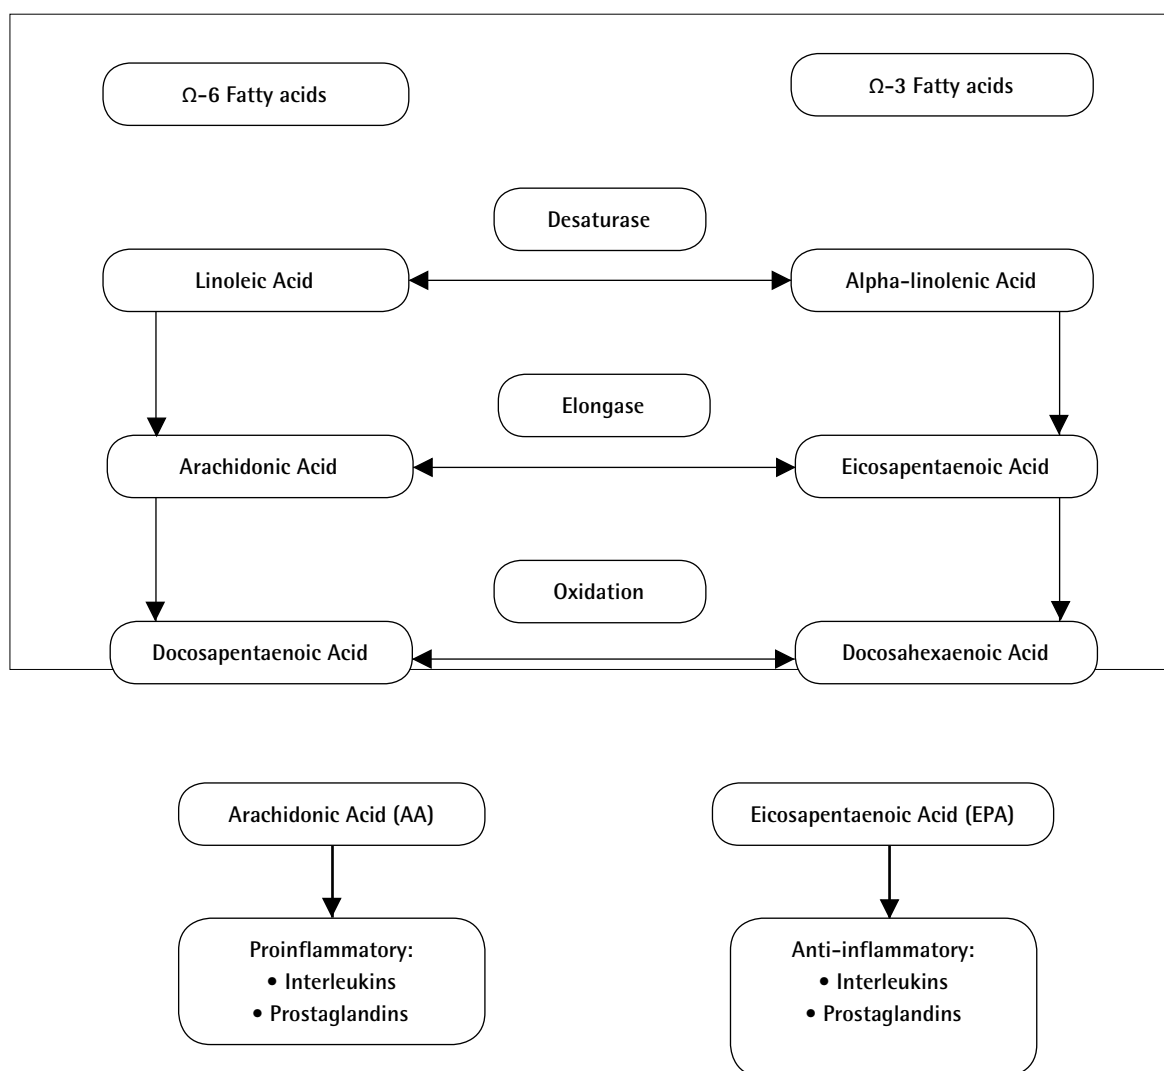 Ω-6 Fatty acids
Ω-3 Fatty acids
Desaturase
Linoleic Acid
Alpha-linolenic Acid
Elongase
Arachidonic Acid
Eicosapentaenoic Acid
Oxidation
Docosapentaenoic Acid
Docosahexaenoic Acid
Arachidonic Acid (AA)
Eicosapentaenoic Acid (EPA)
Proinflammatory:
• Interleukins
• Prostaglandins
Anti-inflammatory:
• Interleukins
• Prostaglandins